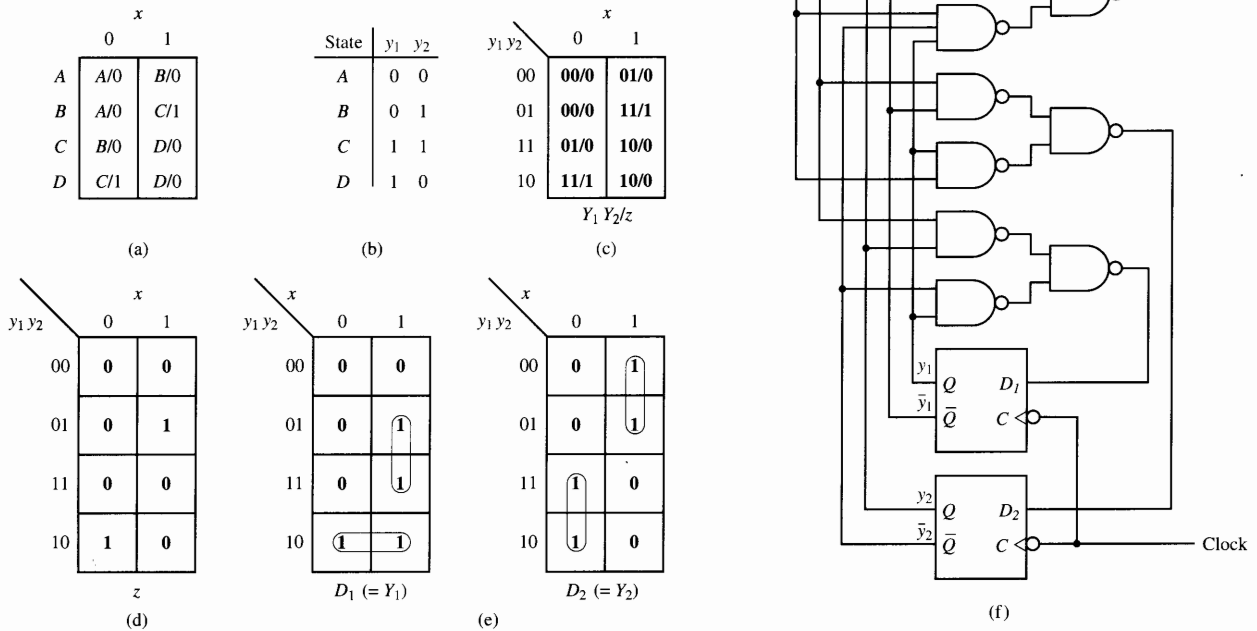 x
0 1
A A/0 B/0
B A/0 C/1
C B/0 D/0
D C/1 D/0
(a)
State y₁ y₂
A 0 0
B 0 1
C 1 1
D 1 0
(b)
x
y₁ y₂ 0 1
00 00/0 01/0
01 00/0 11/1
11 01/0 10/0
10 11/1 10/0
Y₁ Y₂/z
(c)
x
y₁ y₂ 0 1
00 0 0
01 0 1
11 0 0
10 1 0
z
(d)
x
y₁ y₂ 0 1
00 0 0
01 0 1
11 0 1
10 1 1
D₁ (= Y₁)
x
y₁ y₂ 0 1
00 0 1
01 0 1
11 1 0
10 1 0
D₂ (= Y₂)
(e)
y₁ Q D₁
ȳ₁ Q̄ C
y₂ Q D₂
ȳ₂ Q̄ C
Clock
(f)